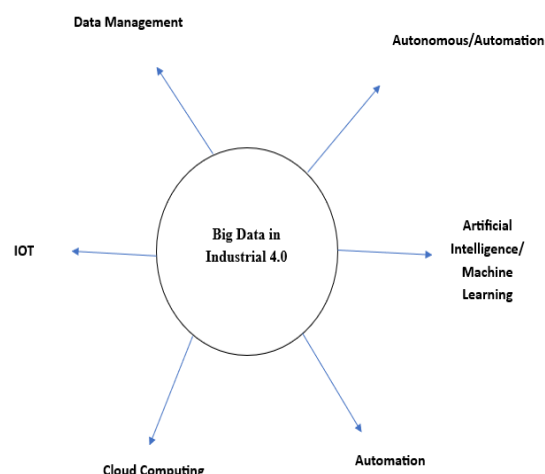 Data Management
Autonomous/Automation
Big Data in
Industrial 4.0
IOT
Artificial
Intelligence/
Machine
Learning
Cloud Computing
Automation